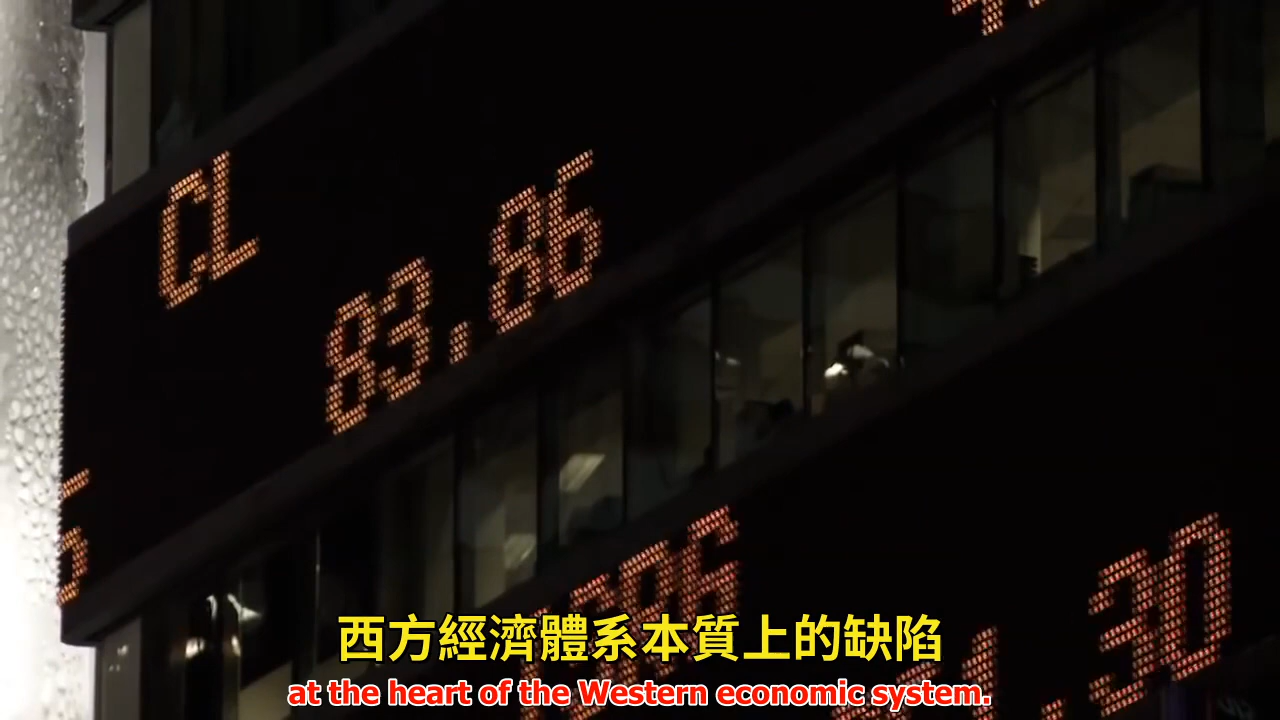 CL
83.86
西方經濟體系本質上的缺陷
at the heart of the Western economic system.